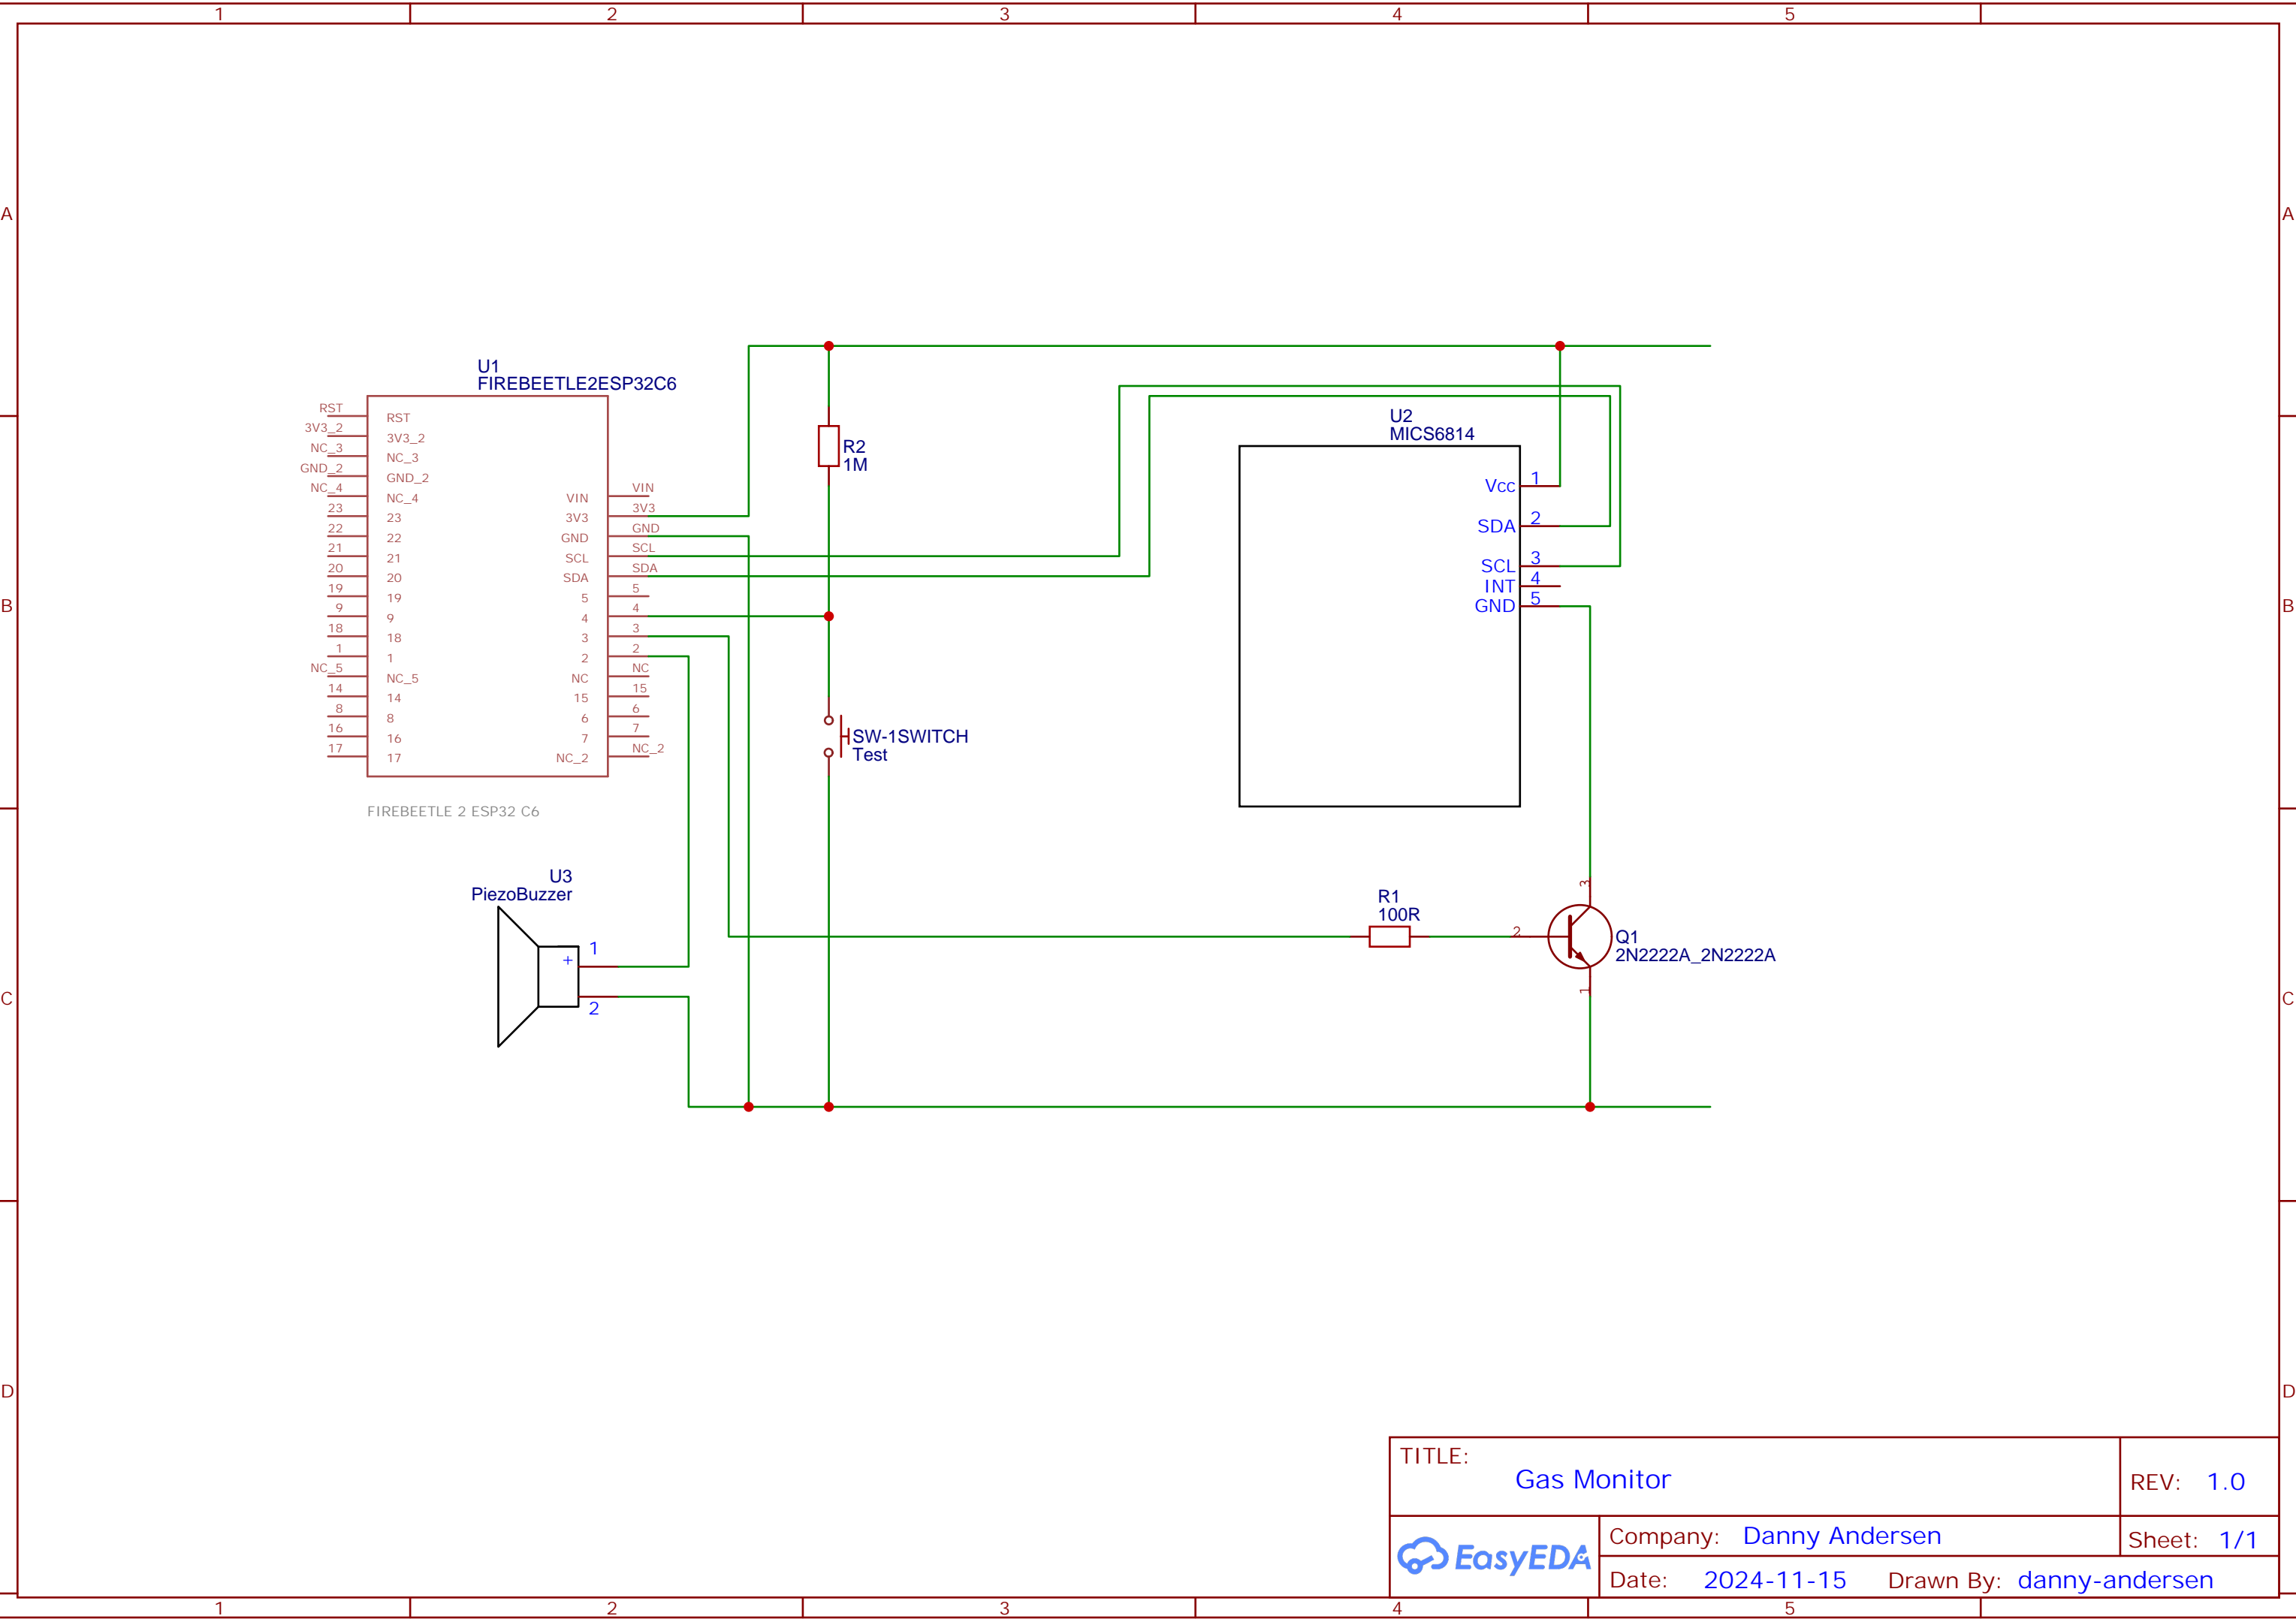 1 2 3 4 5
A A
B B
C C
D D
U1
FIREBEETLE2ESP32C6
RST RST
3V3_2 3V3_2
NC_3 NC_3
GND_2 GND_2
NC_4 NC_4
23 23
22 22
21 21
20 20
19 19
9 9
18 18
1 1
NC_5 NC_5
14 14
8 8
16 16
17 17
VIN VIN
3V3 3V3
GND GND
SCL SCL
SDA SDA
5 5
4 4
3 3
2 2
NC NC
15 15
6 6
7 7
NC_2 NC_2
FIREBEETLE 2 ESP32 C6
R2
1M
SW-1SWITCH
Test
U2
MICS6814
Vcc 1
SDA 2
SCL 3
INT 4
GND 5
U3
PiezoBuzzer
1
+
2
R1
100R
3
2
1
Q1
2N2222A_2N2222A
TITLE:
Gas Monitor
REV: 1.0
EasyEDA
Company: Danny Andersen
Sheet: 1/1
Date: 2024-11-15 Drawn By: danny-andersen
1 2 3 4 5